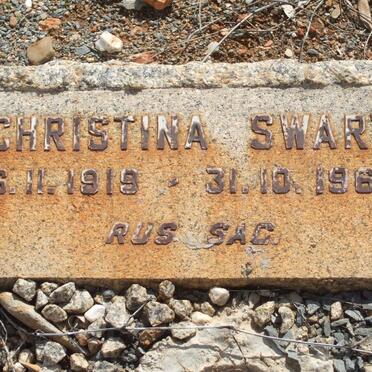 CHRISTINA SWAR
6.11.1919 - 31.10.196
RUS SAG.